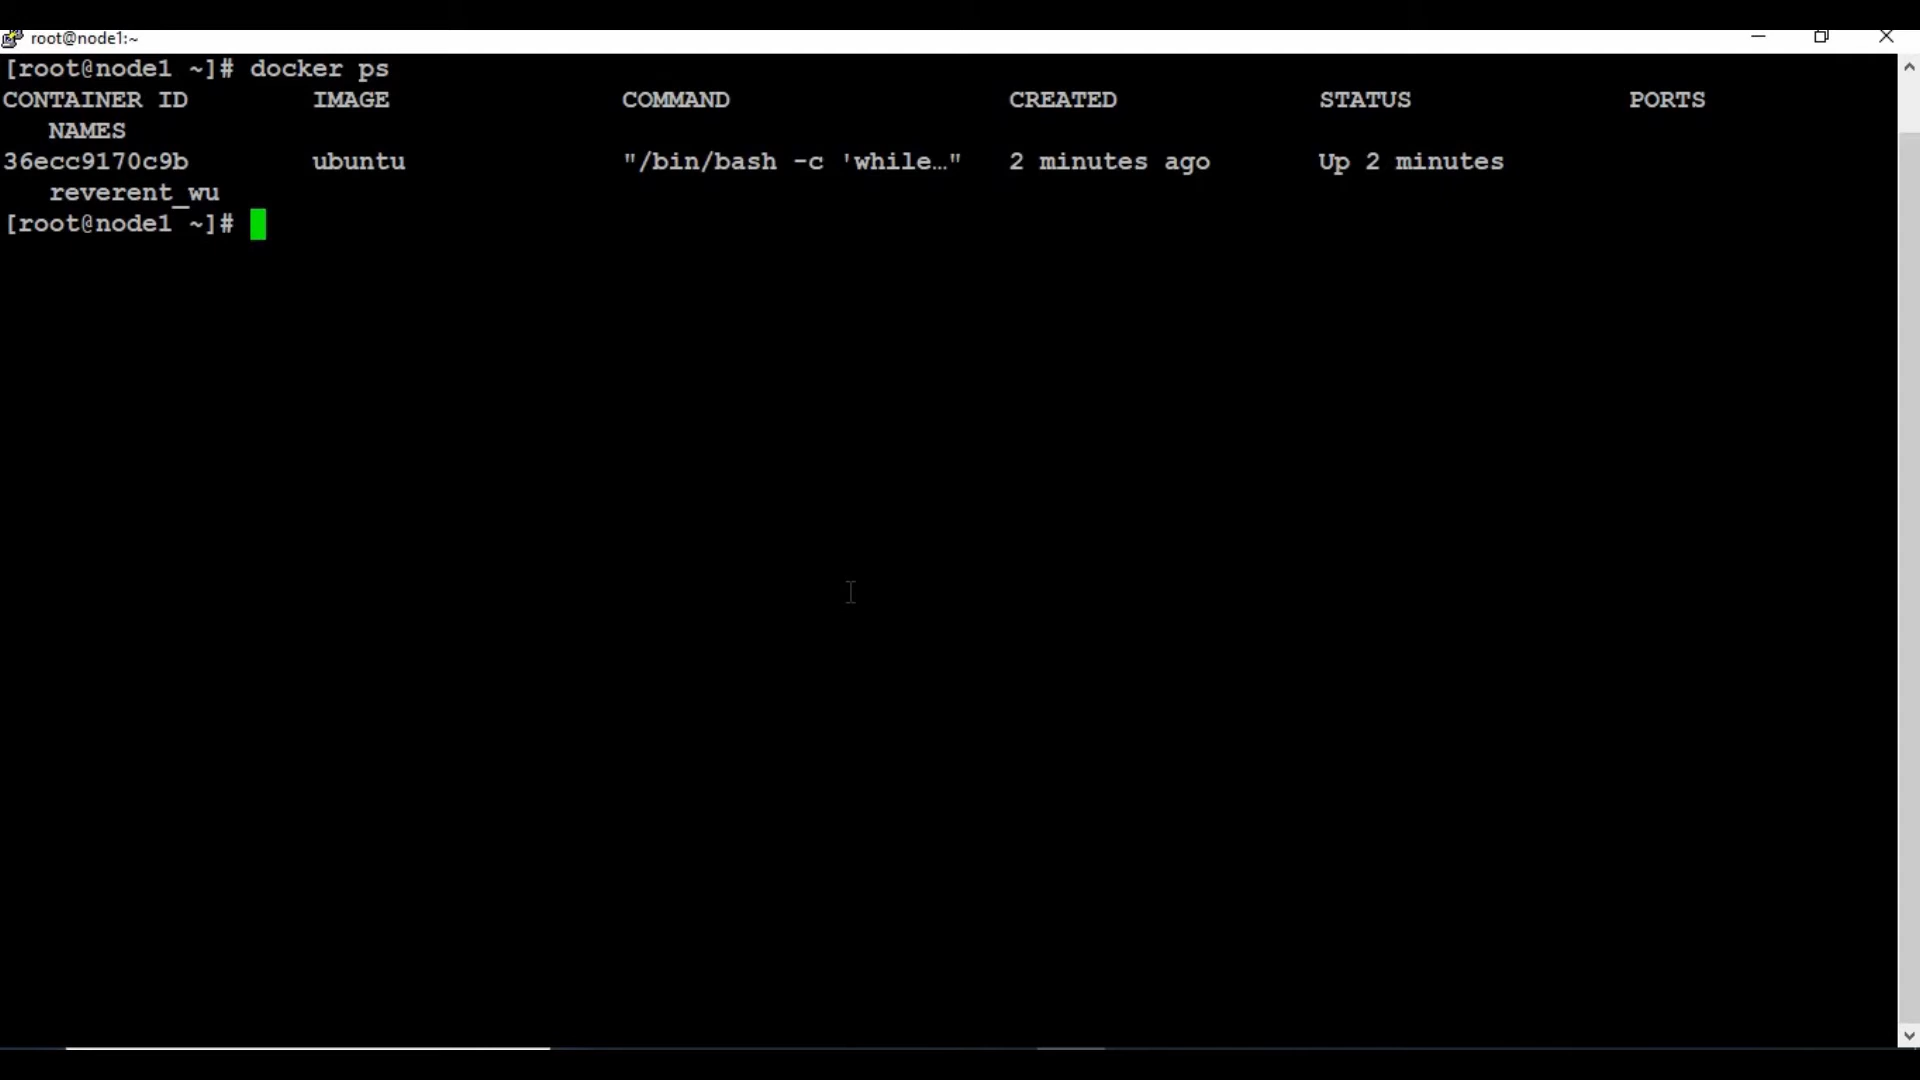 root@node1:~
[root@node1 ~]# docker ps
CONTAINER ID        IMAGE               COMMAND                  CREATED             STATUS              PORTS
   NAMES
36ecc9170c9b        ubuntu              "/bin/bash -c 'while…"   2 minutes ago       Up 2 minutes
   reverent_wu
[root@node1 ~]#